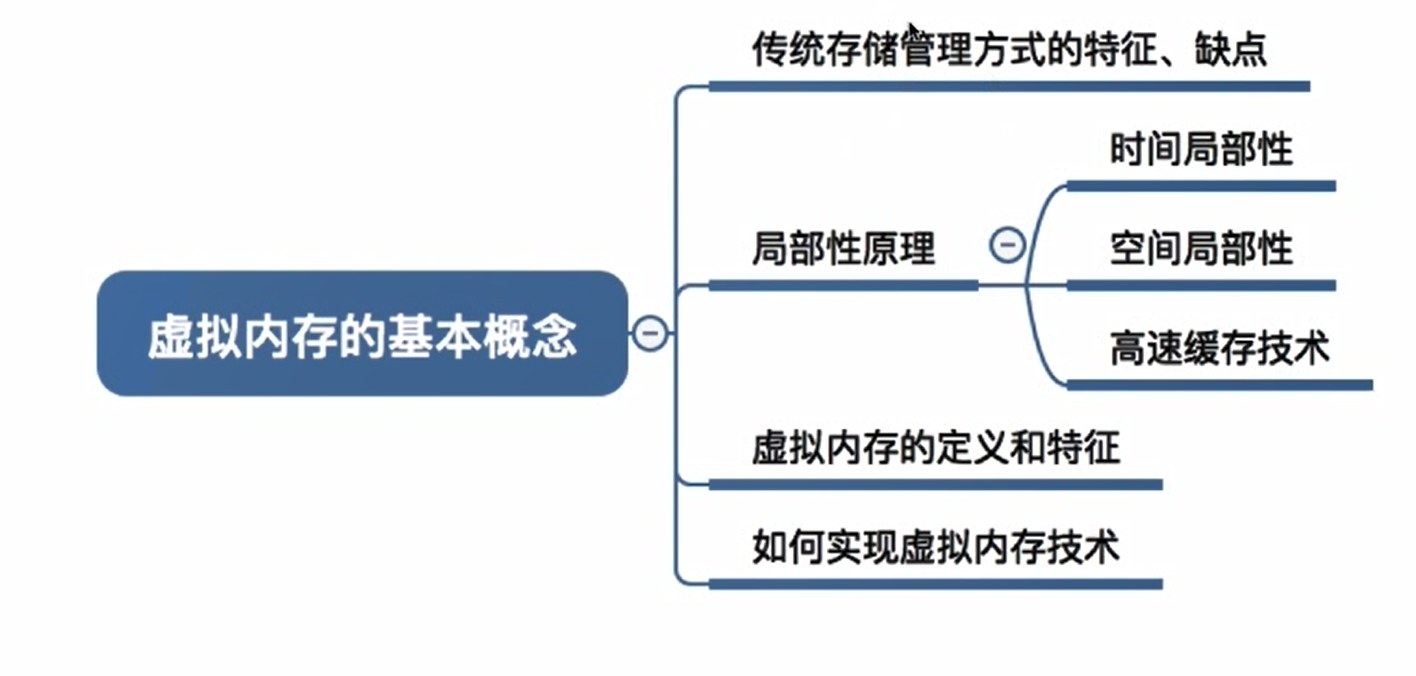 传统存储管理方式的特征、缺点
时间局部性
局部性原理
空间局部性
虚拟内存的基本概念
高速缓存技术
虚拟内存的定义和特征
如何实现虚拟内存技术